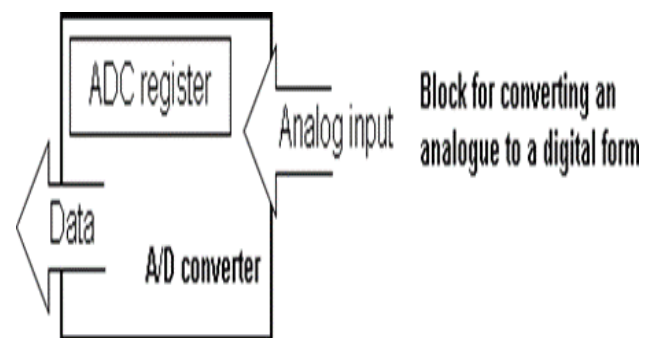 ADC register
Analog input
Block for converting an
analogue to a digital form
Data
A/D converter